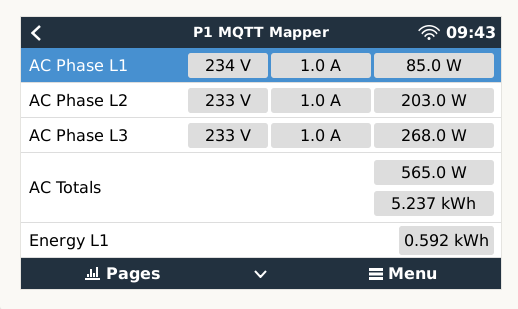 P1 MQTT Mapper 09:43
AC Phase L1 234 V 1.0 A 85.0 W
AC Phase L2 233 V 1.0 A 203.0 W
AC Phase L3 233 V 1.0 A 268.0 W
AC Totals 565.0 W
5.237 kWh
Energy L1 0.592 kWh
Pages Menu